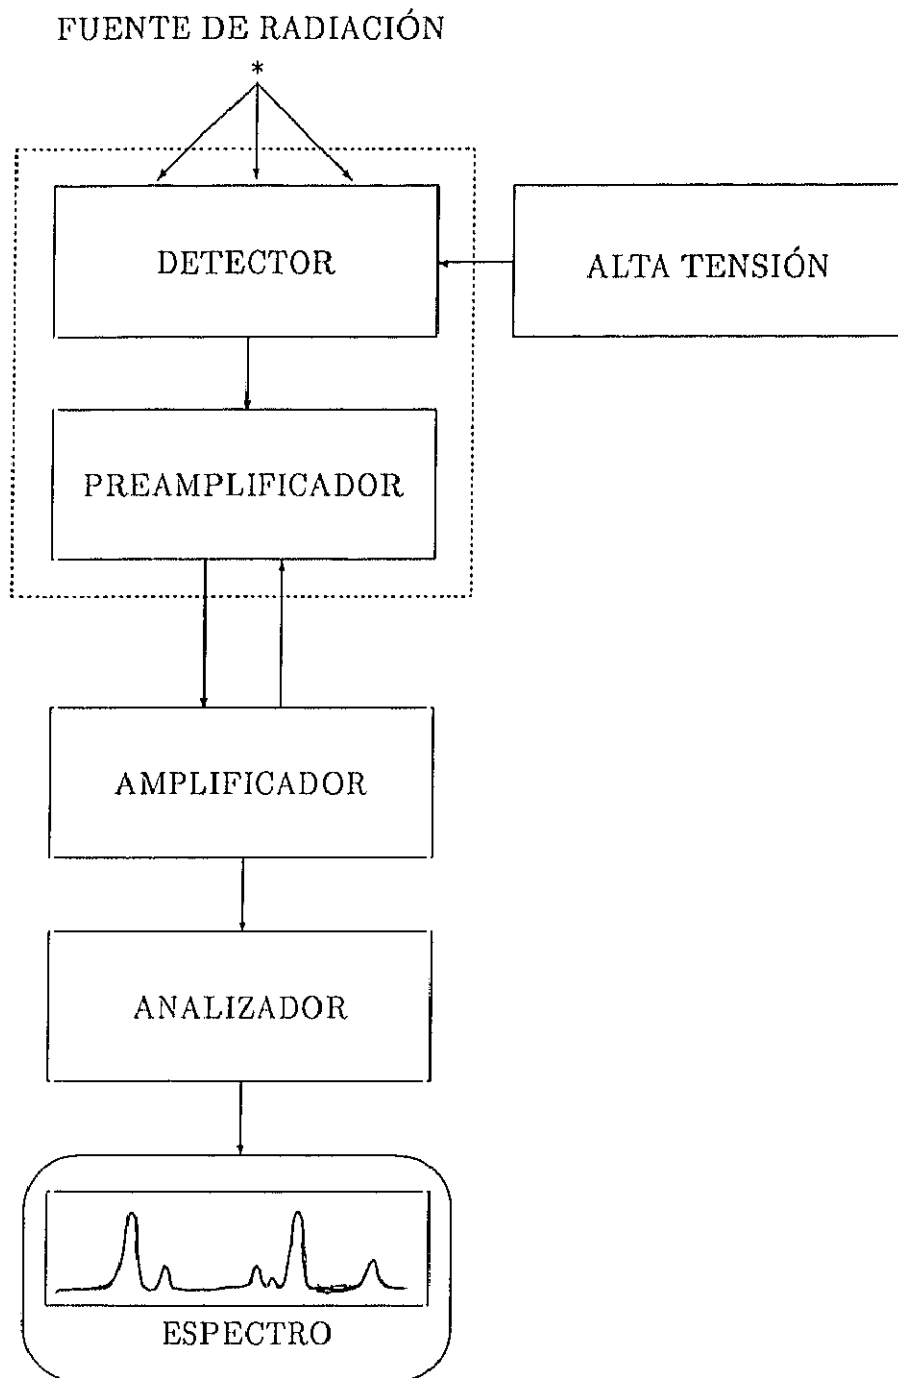 FUENTE DE RADIACIÓN
*
DETECTOR
ALTA TENSIÓN
PREAMPLIFICADOR
AMPLIFICADOR
ANALIZADOR
ESPECTRO